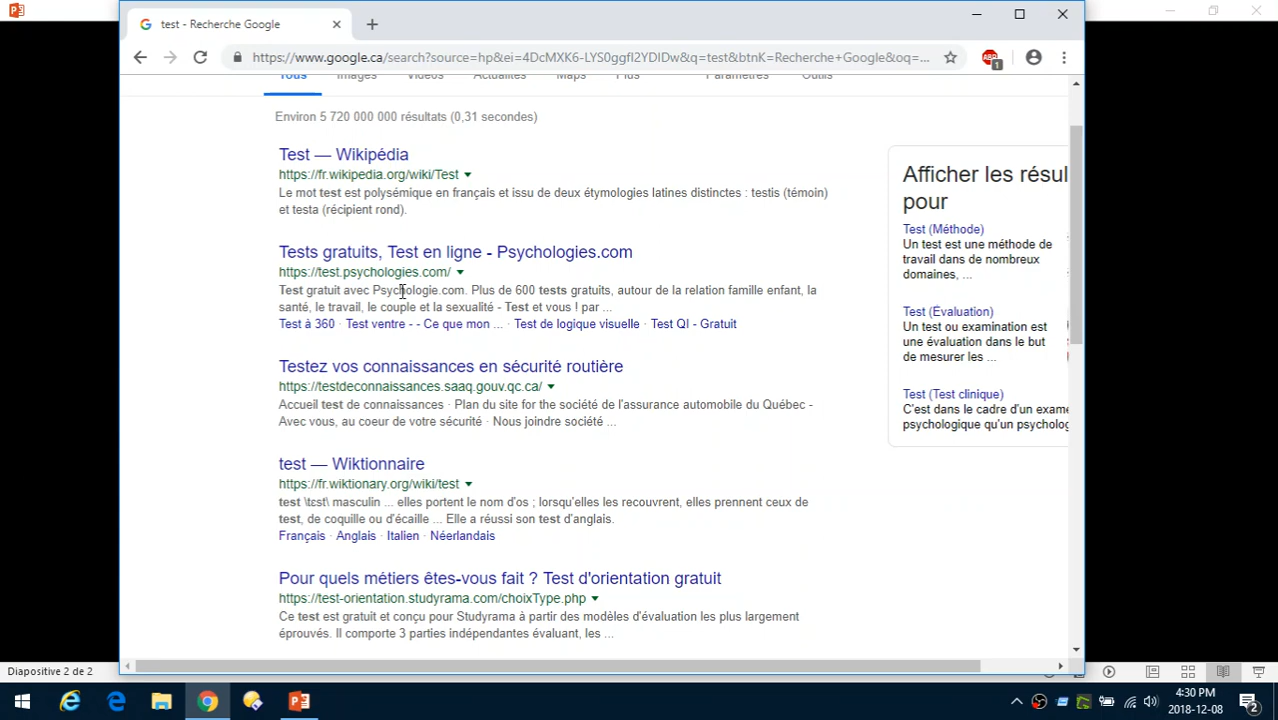 test - Recherche Google
https://www.google.ca/search?source=hp&ei=4DcMXK6-LYS0ggfI2YDIDw&q=test&btnK=Recherche+Google&oq=...
1
Tous Images Vidéos Actualités Maps Plus Paramètres Outils
Environ 5 720 000 000 résultats (0,31 secondes)
Test — Wikipédia
https://fr.wikipedia.org/wiki/Test
Le mot test est polysémique en français et issu de deux étymologies latines distinctes : testis (témoin)
et testa (récipient rond).
Tests gratuits, Test en ligne - Psychologies.com
https://test.psychologies.com/
Test gratuit avec Psychologie.com. Plus de 600 tests gratuits, autour de la relation famille enfant, la
santé, le travail, le couple et la sexualité - Test et vous ! par ...
Test à 360 · Test ventre - - Ce que mon ... · Test de logique visuelle · Test QI - Gratuit
Testez vos connaissances en sécurité routière
https://testdeconnaissances.saaq.gouv.qc.ca/
Accueil test de connaissances · Plan du site for the société de l'assurance automobile du Québec -
Avec vous, au coeur de votre sécurité · Nous joindre société ...
test — Wiktionnaire
https://fr.wiktionary.org/wiki/test
test \tɛst\ masculin ... elles portent le nom d'os ; lorsqu'elles les recouvrent, elles prennent ceux de
test, de coquille ou d'écaille ... Elle a réussi son test d'anglais.
Français · Anglais · Italien · Néerlandais
Pour quels métiers êtes-vous fait ? Test d'orientation gratuit
https://test-orientation.studyrama.com/choixType.php
Ce test est gratuit et conçu pour Studyrama à partir des modèles d'évaluation les plus largement
éprouvés. Il comporte 3 parties indépendantes évaluant, les ...
Afficher les résul
pour
Test (Méthode)
Un test est une méthode de
travail dans de nombreux
domaines, ...
Test (Évaluation)
Un test ou examination est
une évaluation dans le but
de mesurer les ...
Test (Test clinique)
C'est dans le cadre d'un exame
psychologique qu'un psycholog
Diapositive 2 de 2
4:30 PM
2018-12-08
2